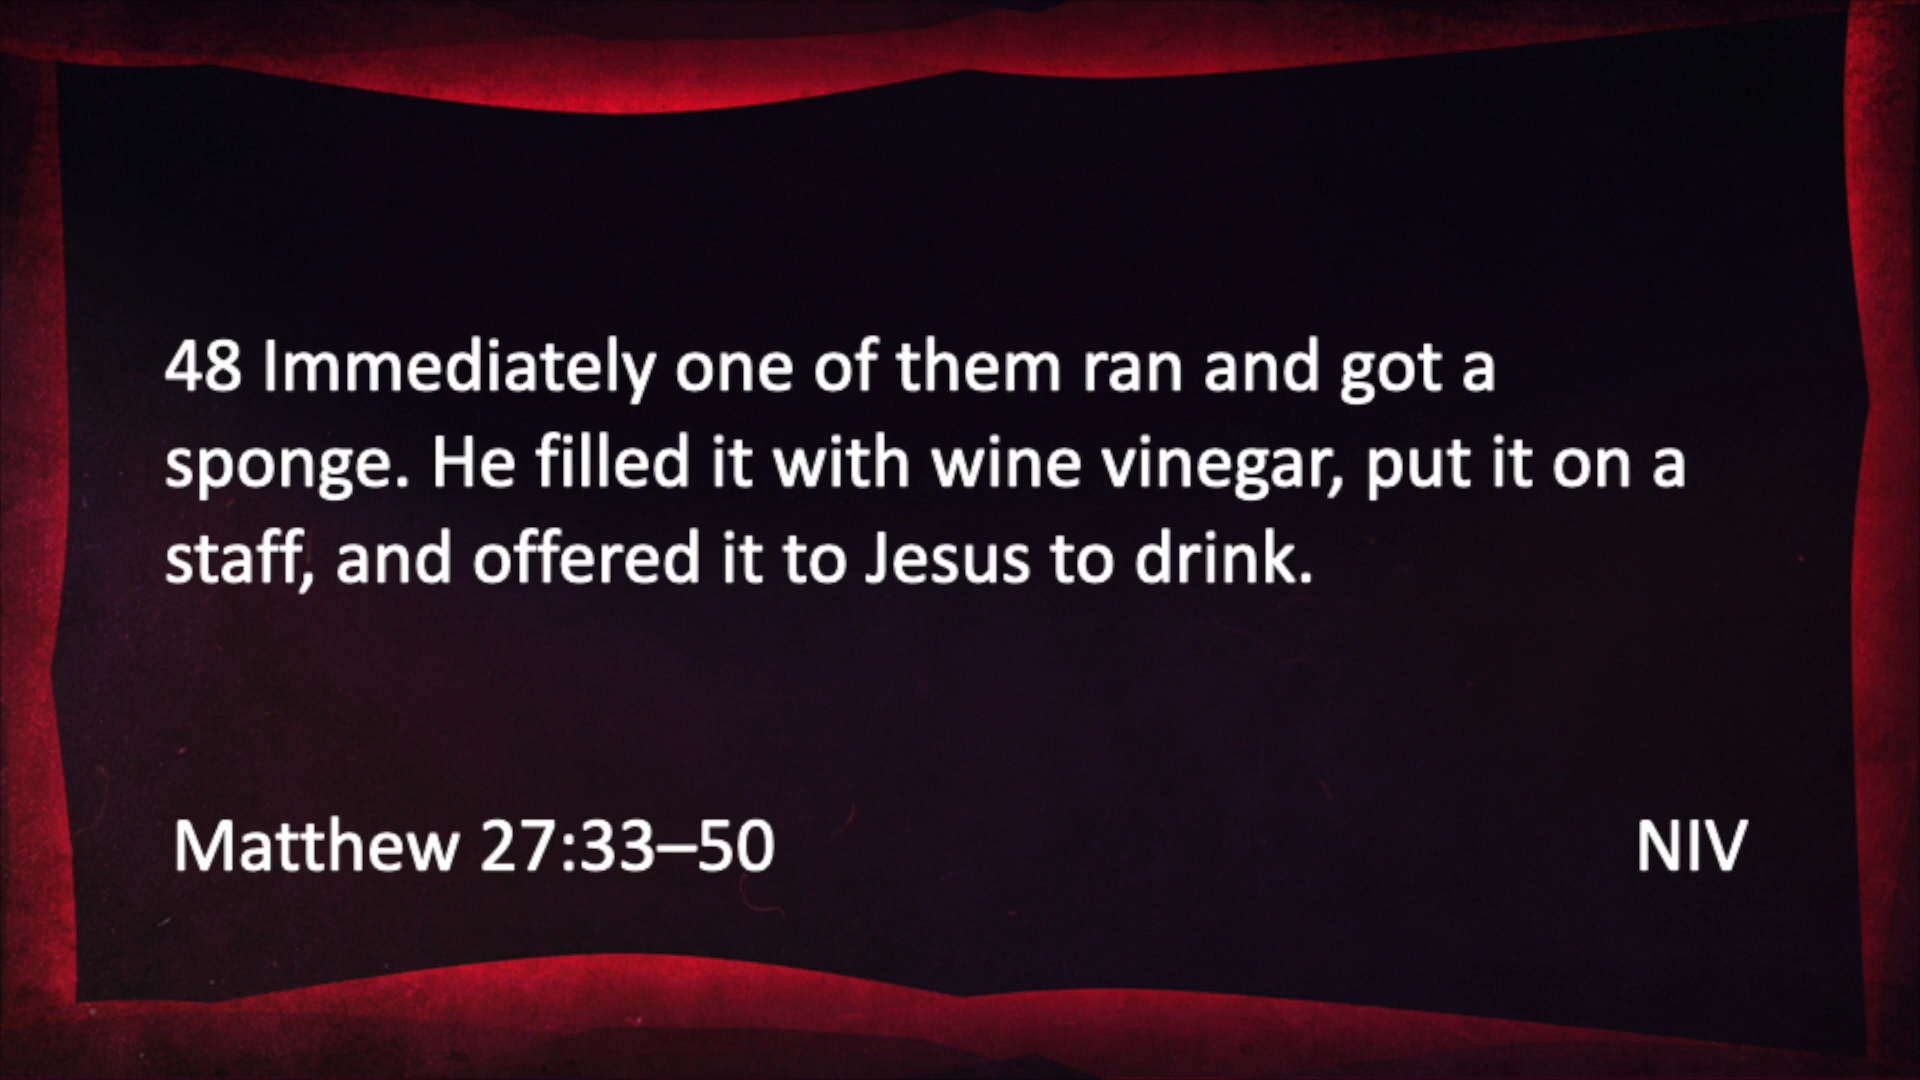 48 Immediately one of them ran and got a
sponge. He filled it with wine vinegar, put it on a
staff, and offered it to Jesus to drink.
Matthew 27:33–50
NIV